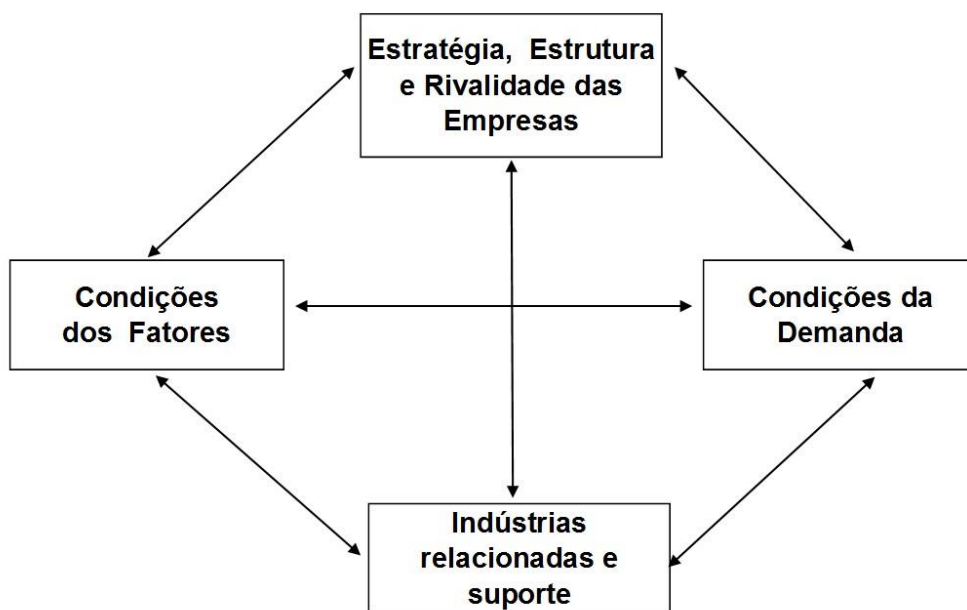 Estratégia, Estrutura
e Rivalidade das
Empresas
Condições
dos Fatores
Condições da
Demanda
Indústrias
relacionadas e
suporte